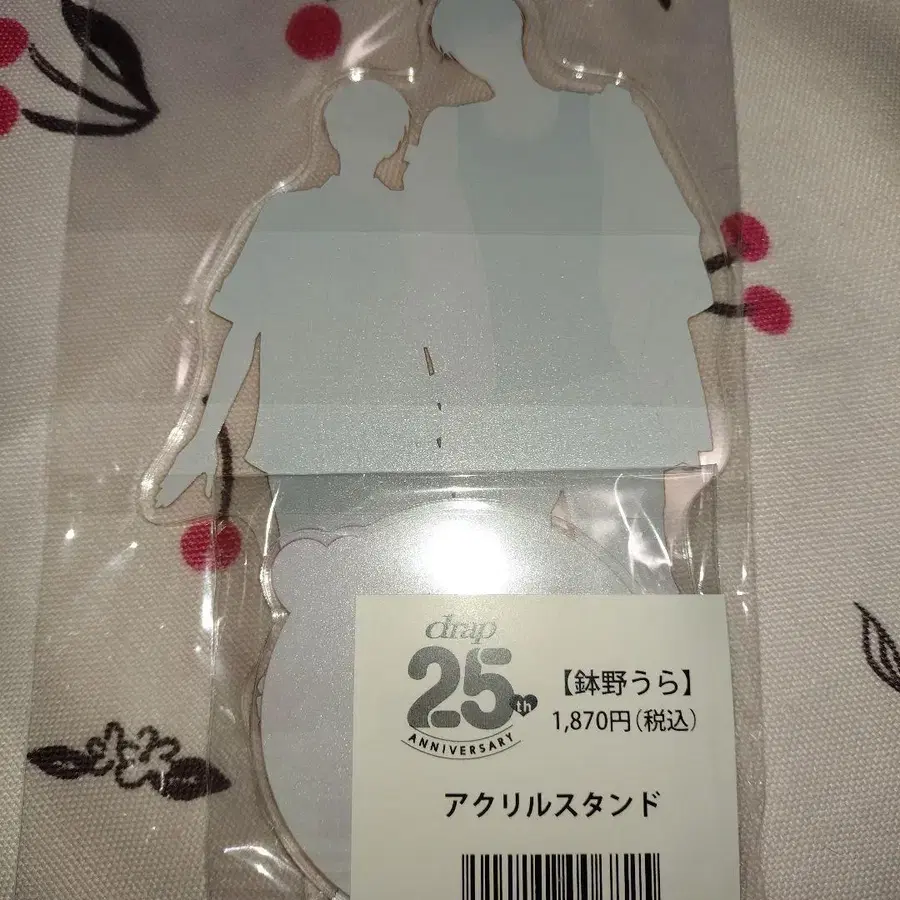 drap
25th
ANNIVERSARY
【鉢野うら】
1,870円(税込)
アクリルスタンド